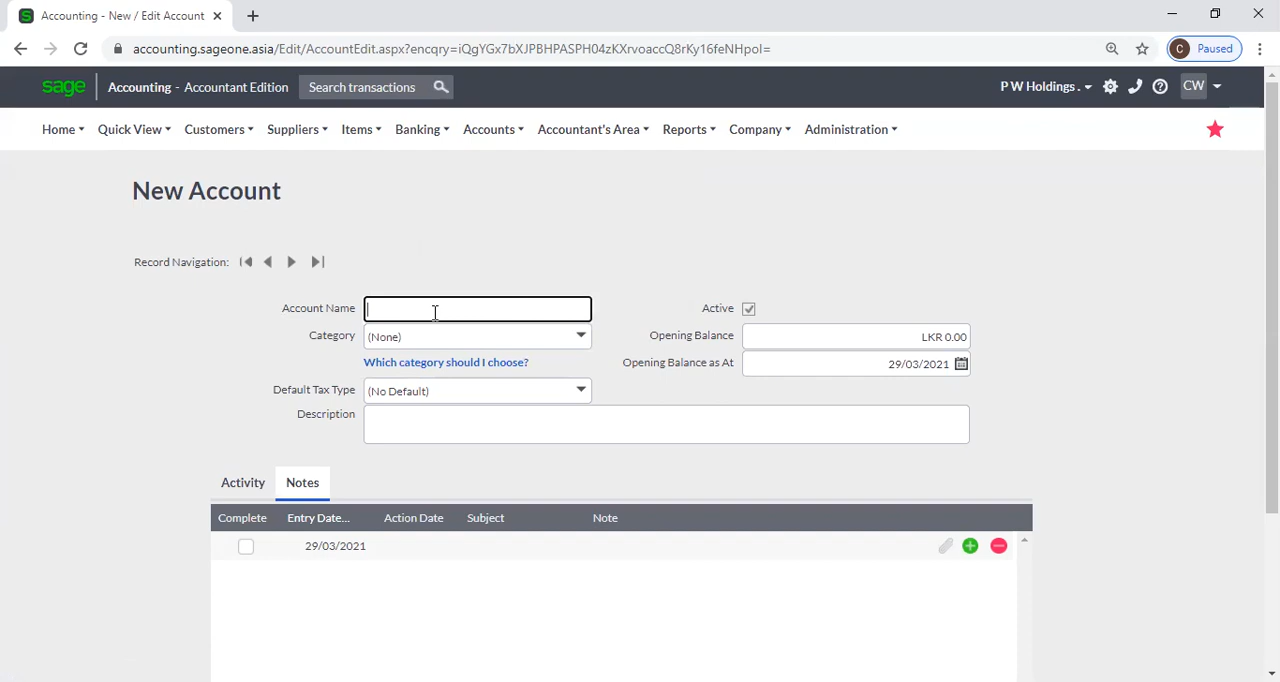 Accounting - New / Edit Account
accounting.sageone.asia/Edit/AccountEdit.aspx?encqry=iQgYGx7bXJPBHPASPH04zKXrvoaccQ8rKy16feNHpoI=
C Paused
sage Accounting - Accountant Edition Search transactions P W Holdings . CW
Home Quick View Customers Suppliers Items Banking Accounts Accountant's Area Reports Company Administration
New Account
Record Navigation:
Account Name Active
Category (None) Opening Balance LKR 0.00
Which category should I choose? Opening Balance as At 29/03/2021
Default Tax Type (No Default)
Description
Activity Notes
Complete Entry Date... Action Date Subject Note
29/03/2021